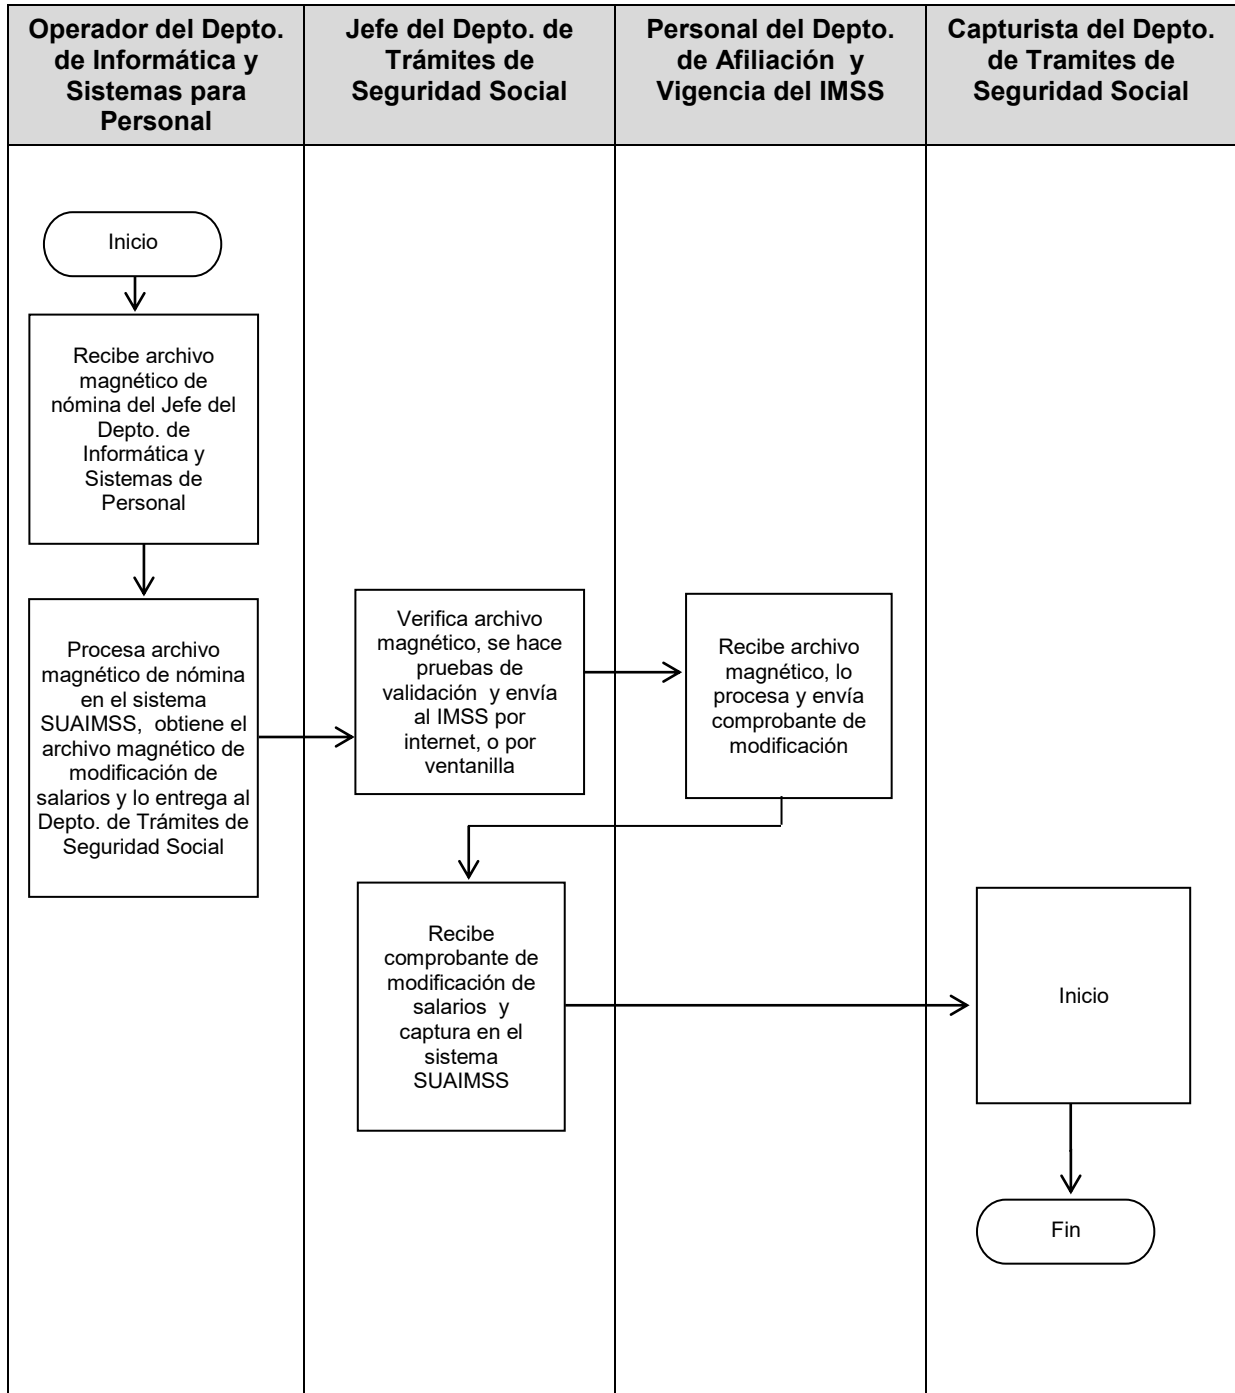 Operador del Depto.
de Informática y
Sistemas para
Personal
Jefe del Depto. de
Trámites de
Seguridad Social
Personal del Depto.
de Afiliación y
Vigencia del IMSS
Capturista del Depto.
de Tramites de
Seguridad Social
Inicio
Recibe archivo
magnético de
nómina del Jefe del
Depto. de
Informática y
Sistemas de
Personal
Procesa archivo
magnético de nómina
en el sistema
SUAIMSS, obtiene el
archivo magnético de
modificación de
salarios y lo entrega al
Depto. de Trámites de
Seguridad Social
Verifica archivo
magnético, se hace
pruebas de
validación y envía
al IMSS por
internet, o por
ventanilla
Recibe archivo
magnético, lo
procesa y envía
comprobante de
modificación
Recibe
comprobante de
modificación de
salarios y
captura en el
sistema
SUAIMSS
Inicio
Fin